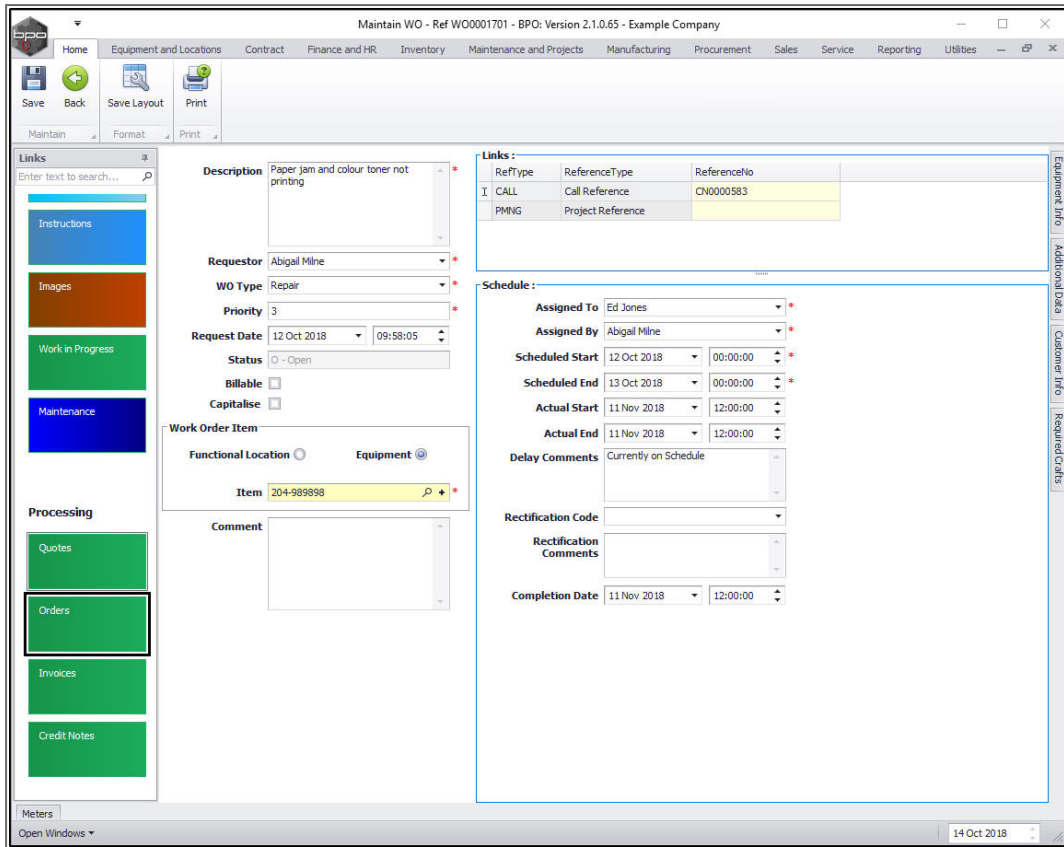 bpo
Maintain WO - Ref WO0001701 - BPO: Version 2.1.0.65 - Example Company
Home Equipment and Locations Contract Finance and HR Inventory Maintenance and Projects Manufacturing Procurement Sales Service Reporting Utilities
Save Back Save Layout Print
Maintain Format Print
Links
Enter text to search...
Instructions
Images
Work in Progress
Maintenance
Processing
Quotes
Orders
Invoices
Credit Notes
Description Paper jam and colour toner not
printing
*
Requestor Abigail Milne *
WO Type Repair *
Priority 3 *
Request Date 12 Oct 2018 09:58:05
Status O - Open
Billable
Capitalise
Work Order Item
Functional Location Equipment
Item 204-989898 *
Comment
Links :
RefType ReferenceType ReferenceNo
CALL Call Reference CN0000583
PMNG Project Reference
Schedule :
Assigned To Ed Jones *
Assigned By Abigail Milne *
Scheduled Start 12 Oct 2018 00:00:00 *
Scheduled End 13 Oct 2018 00:00:00 *
Actual Start 11 Nov 2018 12:00:00
Actual End 11 Nov 2018 12:00:00
Delay Comments Currently on Schedule
Rectification Code
Rectification
Comments
Completion Date 11 Nov 2018 12:00:00
Equipment Info
Additional Data
Customer Info
Required Crafts
Meters
Open Windows
14 Oct 2018